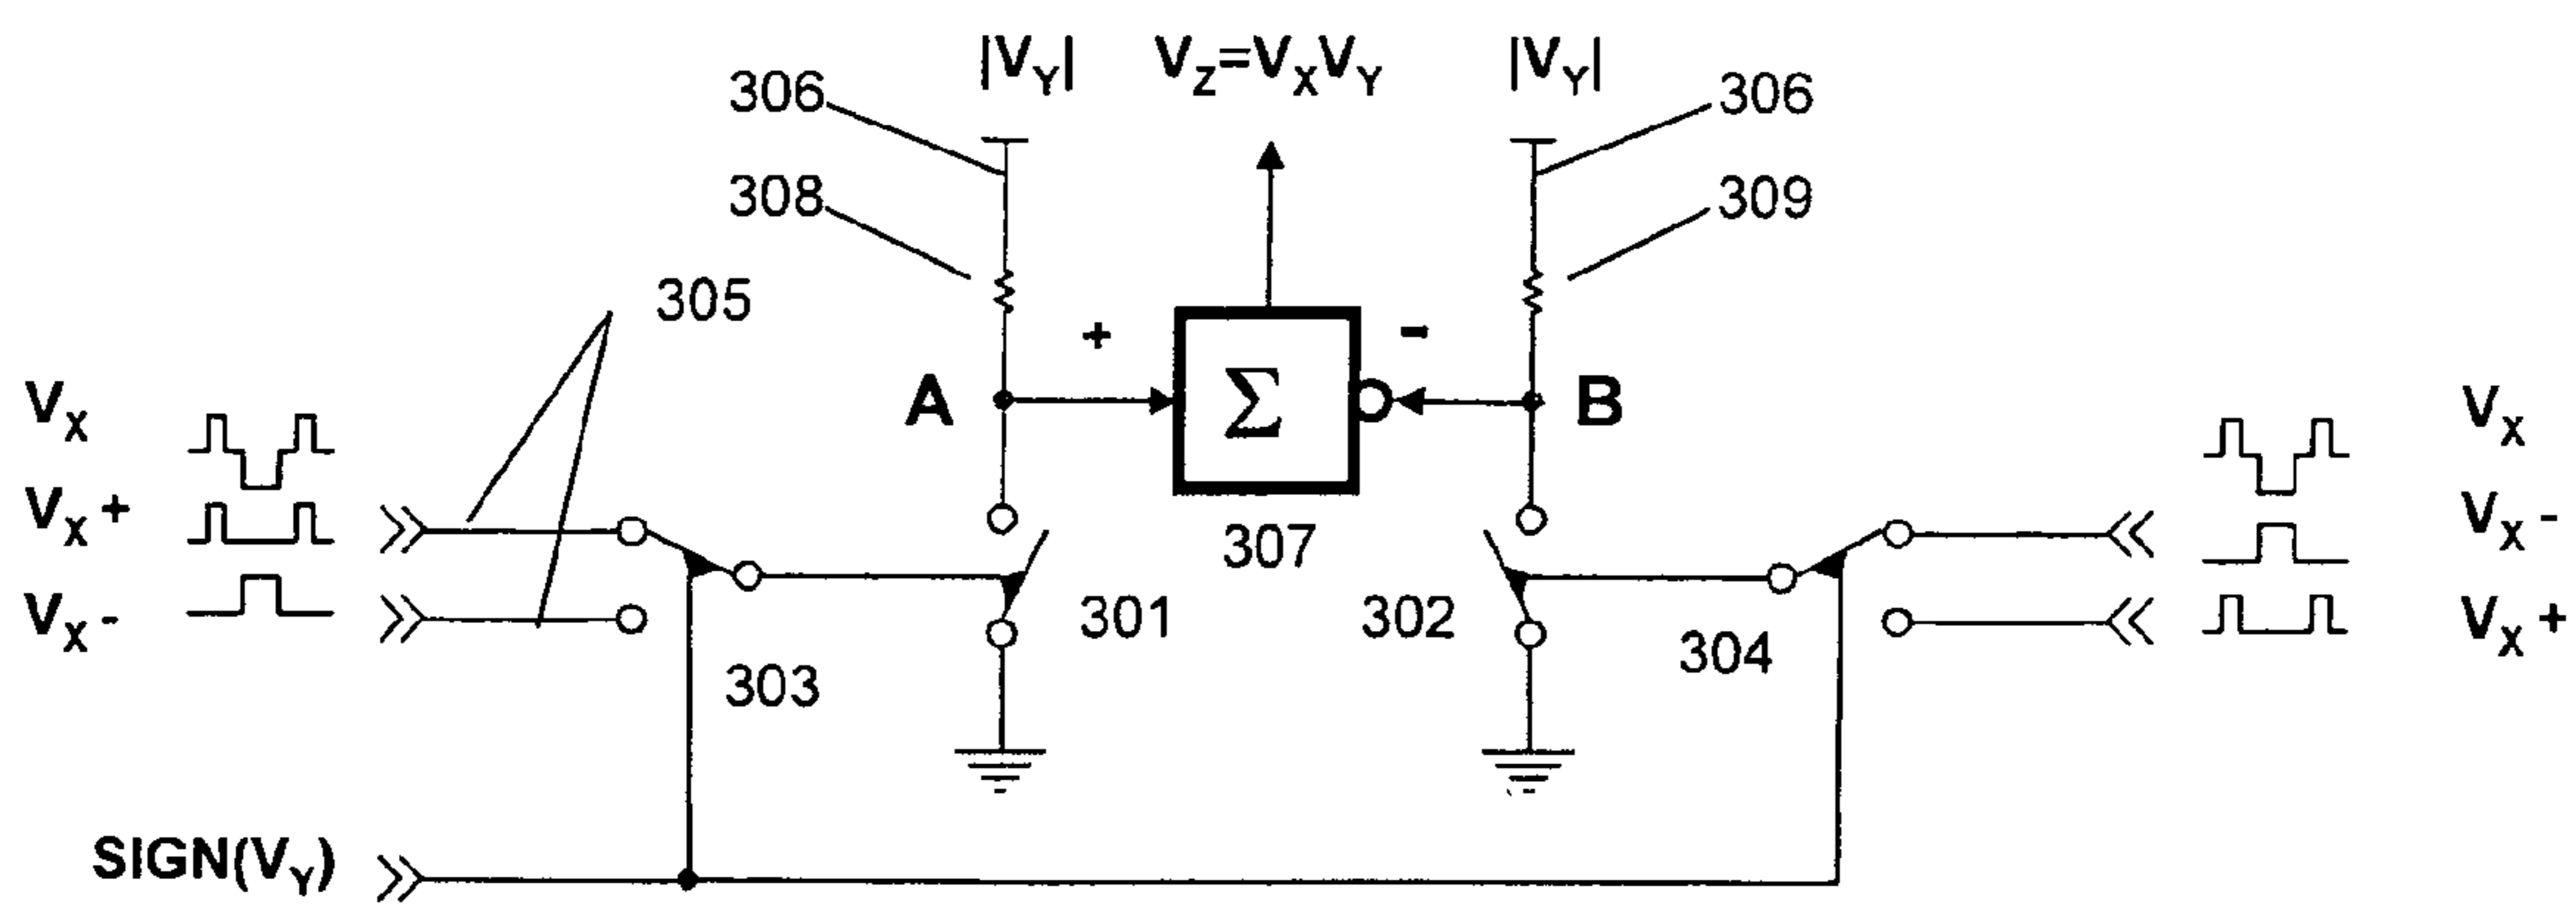 |VY| VZ=VXVY |VY|
306 306
308 309
305
+ -
VX VX
A Σ B
VX + VX -
307
VX - 301 302 VX +
303 304
SIGN(VY)